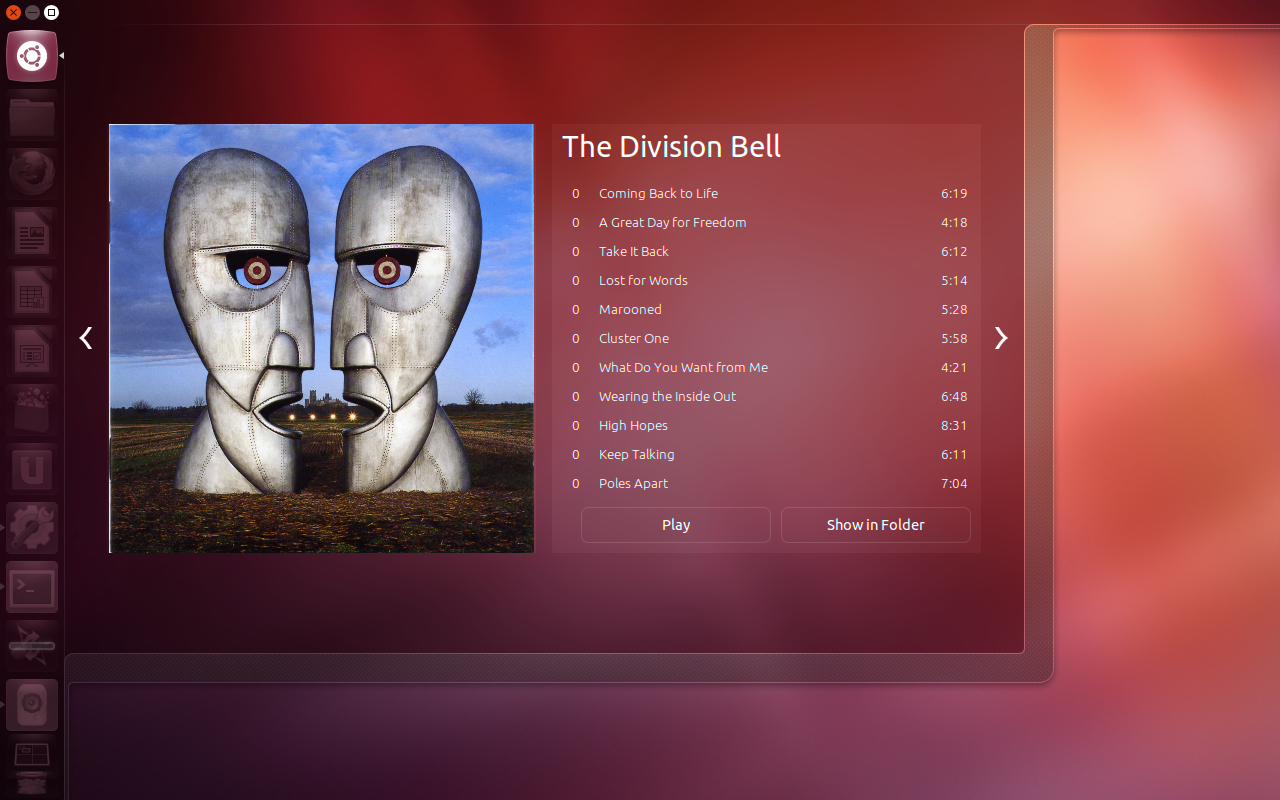 The Division Bell
0 Coming Back to Life 6:19
0 A Great Day for Freedom 4:18
0 Take It Back 6:12
0 Lost for Words 5:14
0 Marooned 5:28
0 Cluster One 5:58
0 What Do You Want from Me 4:21
0 Wearing the Inside Out 6:48
0 High Hopes 8:31
0 Keep Talking 6:11
0 Poles Apart 7:04
Play Show in Folder